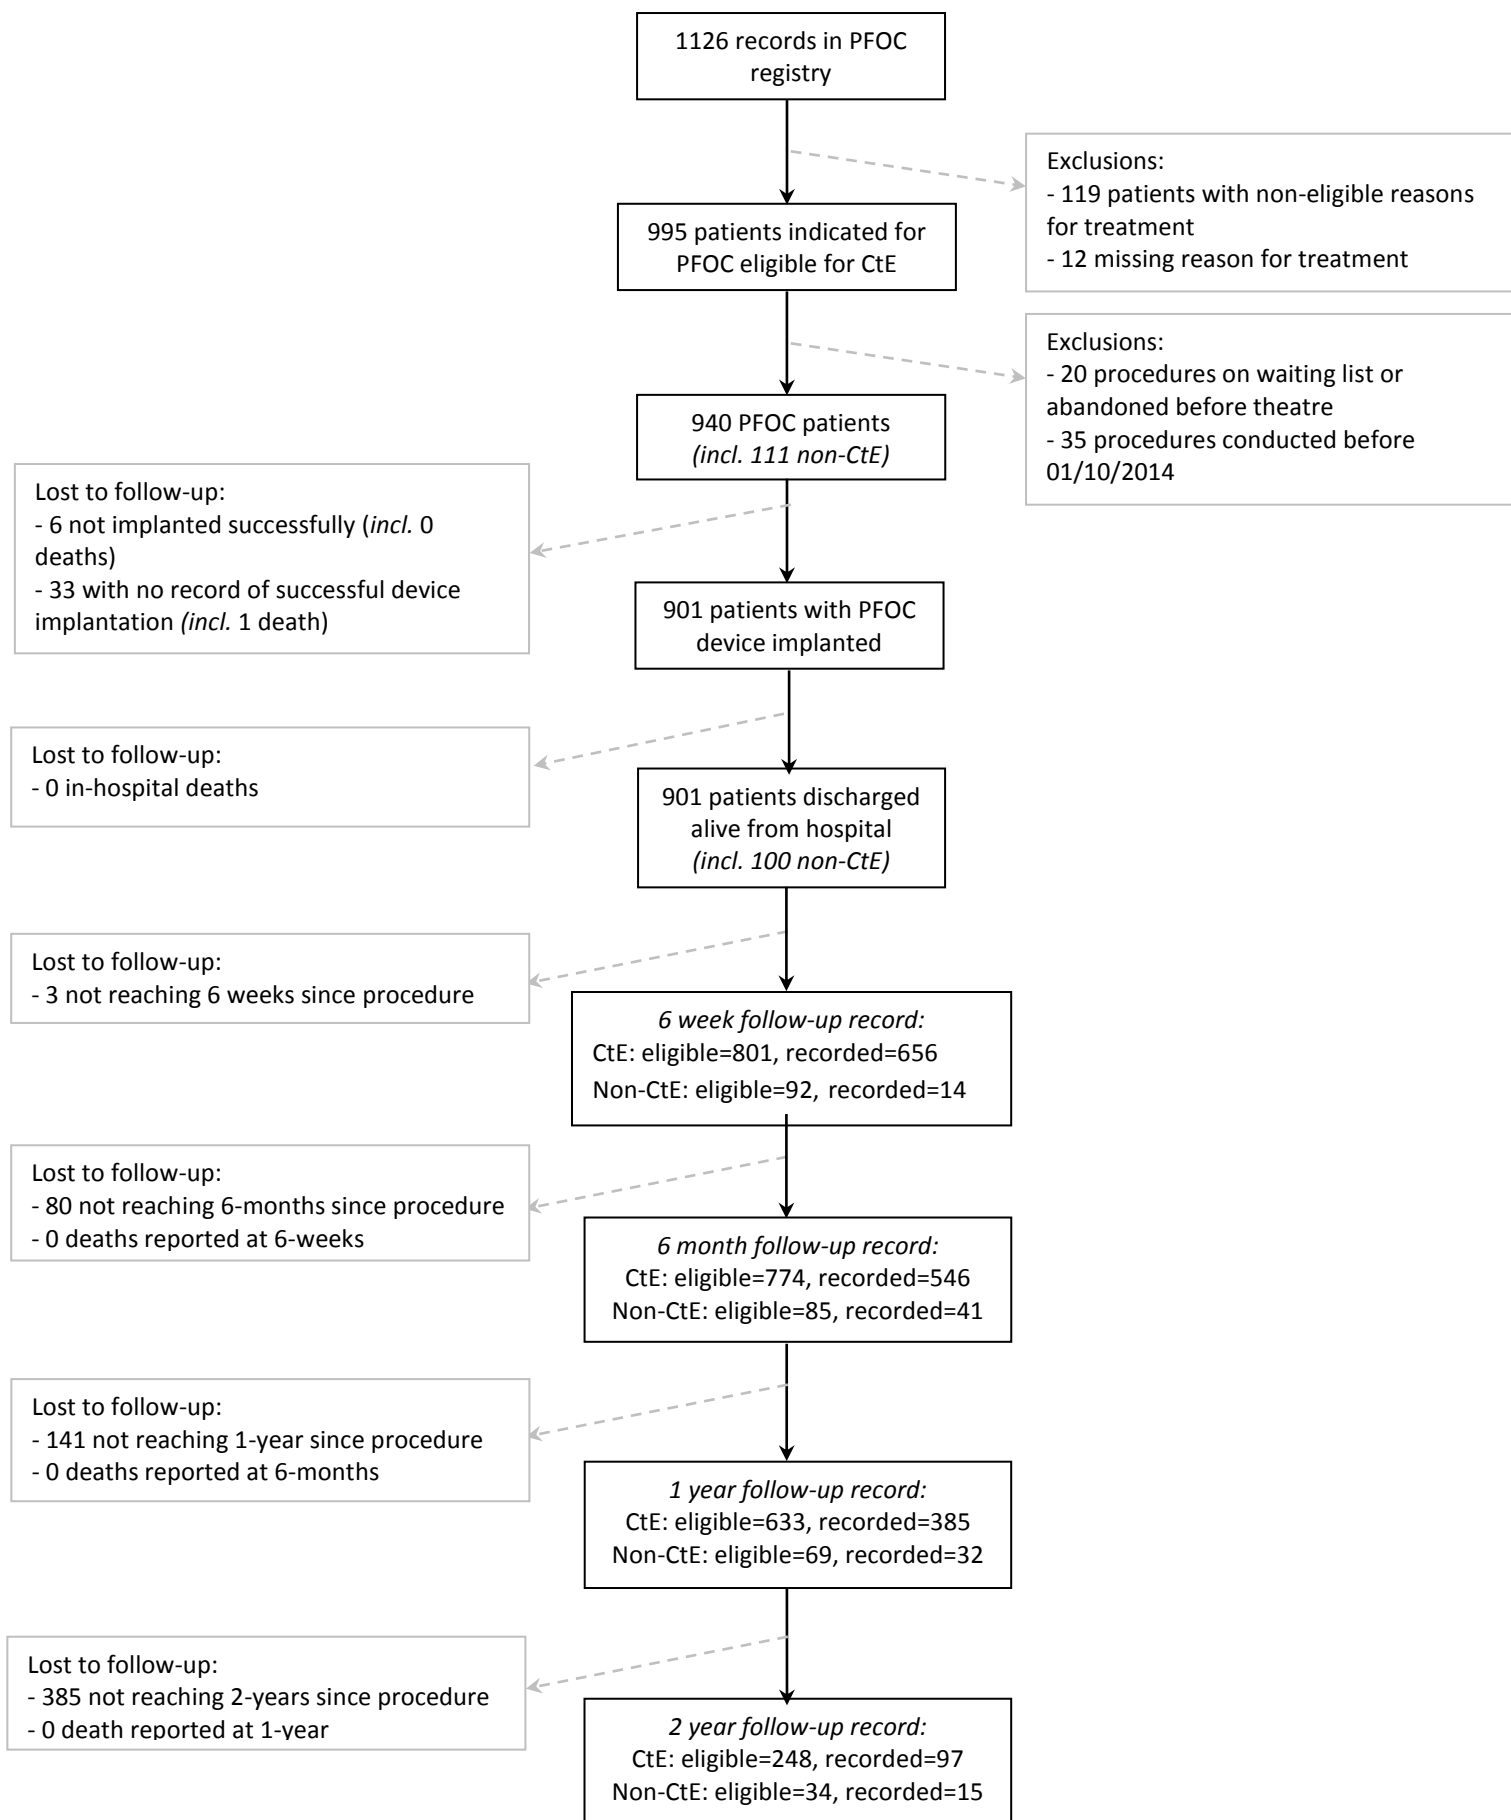 1126 records in PFOC
registry
Exclusions:
- 119 patients with non-eligible reasons
for treatment
- 12 missing reason for treatment
995 patients indicated for
PFOC eligible for CtE
Exclusions:
- 20 procedures on waiting list or
abandoned before theatre
- 35 procedures conducted before
01/10/2014
940 PFOC patients
(incl. 111 non-CtE)
Lost to follow-up:
- 6 not implanted successfully (incl. 0
deaths)
- 33 with no record of successful device
implantation (incl. 1 death)
901 patients with PFOC
device implanted
Lost to follow-up:
- 0 in-hospital deaths
901 patients discharged
alive from hospital
(incl. 100 non-CtE)
Lost to follow-up:
- 3 not reaching 6 weeks since procedure
6 week follow-up record:
CtE: eligible=801, recorded=656
Non-CtE: eligible=92, recorded=14
Lost to follow-up:
- 80 not reaching 6-months since procedure
- 0 deaths reported at 6-weeks
6 month follow-up record:
CtE: eligible=774, recorded=546
Non-CtE: eligible=85, recorded=41
Lost to follow-up:
- 141 not reaching 1-year since procedure
- 0 deaths reported at 6-months
1 year follow-up record:
CtE: eligible=633, recorded=385
Non-CtE: eligible=69, recorded=32
Lost to follow-up:
- 385 not reaching 2-years since procedure
- 0 death reported at 1-year
2 year follow-up record:
CtE: eligible=248, recorded=97
Non-CtE: eligible=34, recorded=15